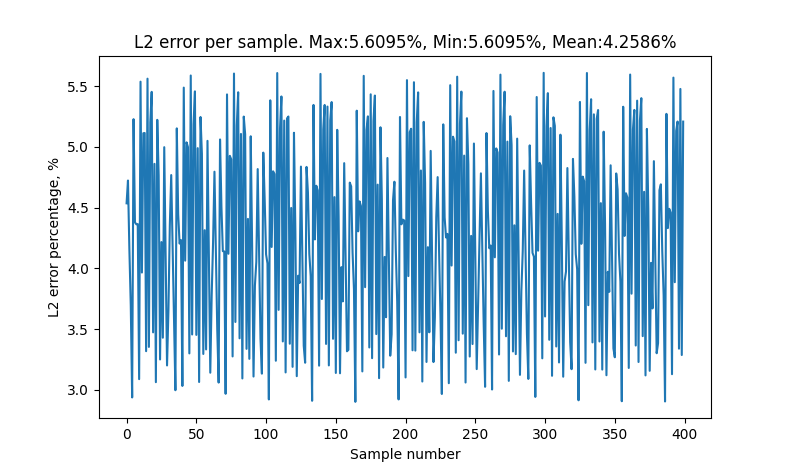 L2 error per sample. Max:5.6095%, Min:5.6095%, Mean:4.2586%
L2 error percentage, %
5.5
5.0
4.5
4.0
3.5
3.0
0 50 100 150 200 250 300 350 400
Sample number